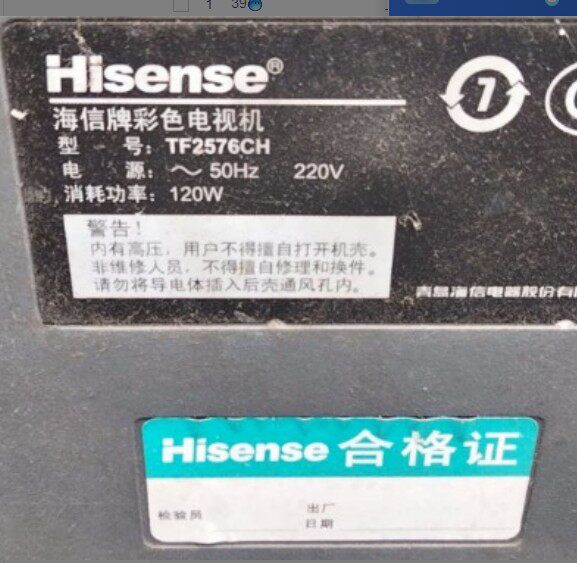 1 39
Hisense®
海信牌彩色电视机
型 号：TF2576CH
电 源：～50Hz 220V
消耗功率：120W
7
警告！
内有高压，用户不得擅自打开机壳。
非维修人员，不得擅自修理和换件。
请勿将导电体插入后壳通风孔内。
青岛海信电器股份有
Hisense 合格证
检验员
出厂
日期